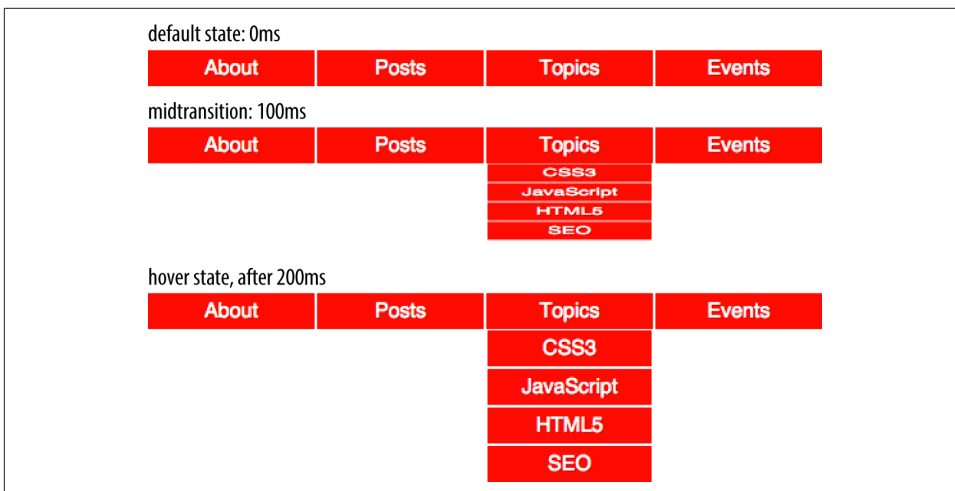 default state: 0ms
About Posts Topics Events
midtransition: 100ms
About Posts Topics Events
CSS3
JavaScript
HTML5
SEO
hover state, after 200ms
About Posts Topics Events
CSS3
JavaScript
HTML5
SEO